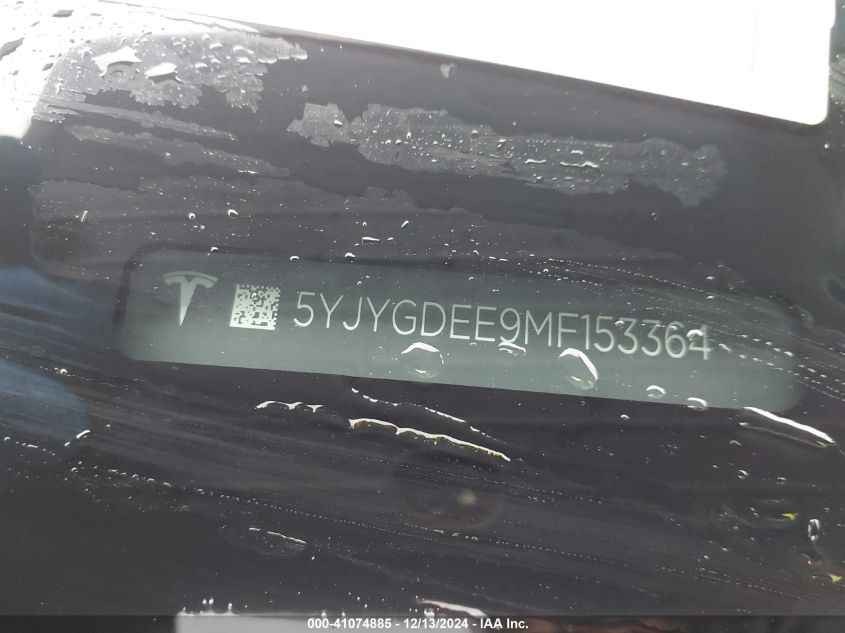 5YJYGDEE9MF153364
000-41074885 - 12/13/2024 - IAA Inc.